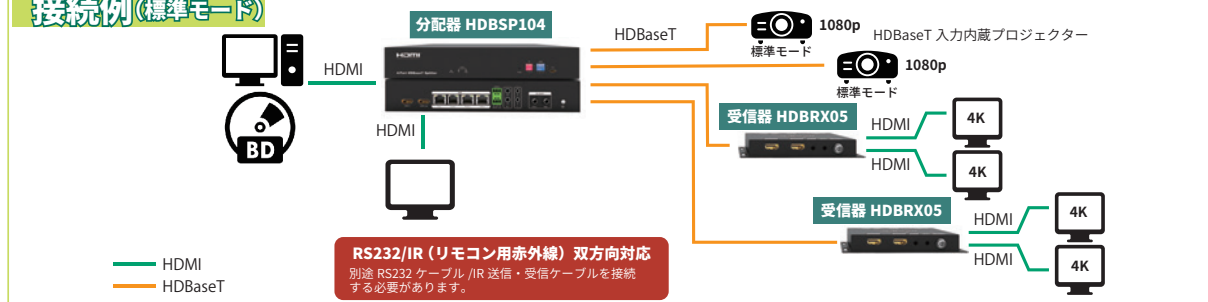 接続例(標準モード)
分配器 HDBSP104
HDMI
HDBaseT
1080p
標準モード
HDBaseT 入力内蔵プロジェクター
1080p
標準モード
BD
HDMI
HDMI
受信器 HDBRX05
HDMI
4K
HDMI
4K
受信器 HDBRX05
HDMI
4K
HDMI
4K
RS232/IR（リモコン用赤外線）双方向対応
別途 RS232 ケーブル /IR 送信・受信ケーブルを接続
する必要があります。
HDMI
HDBaseT